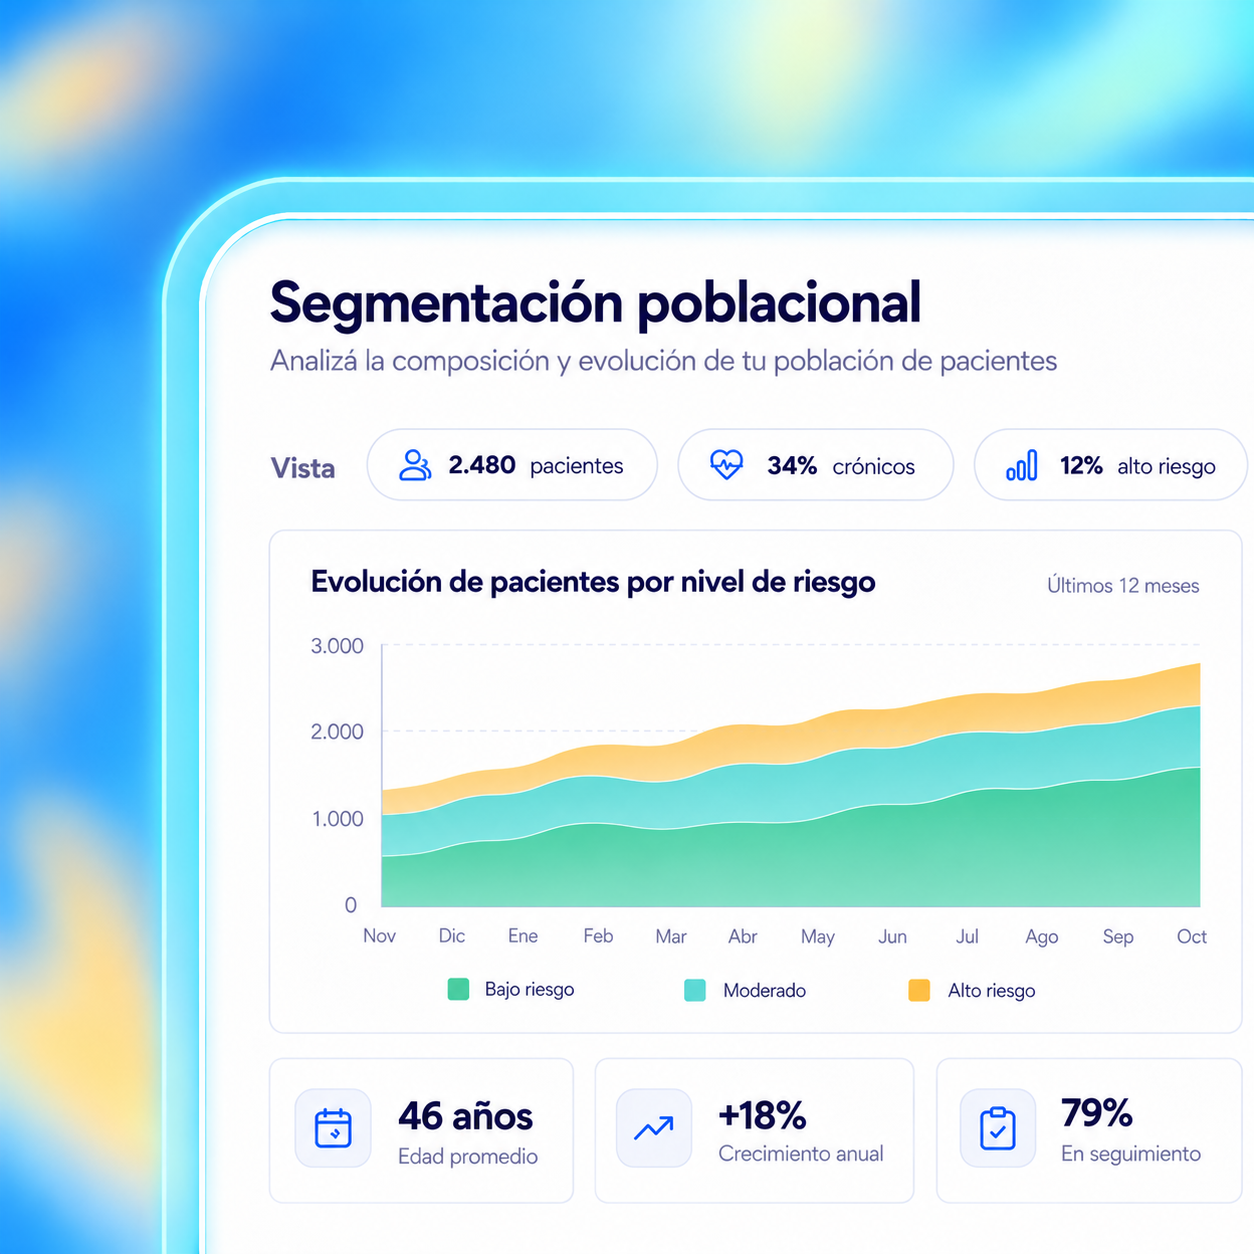 Segmentación poblacional
Analizá la composición y evolución de tu población de pacientes
Vista
2.480 pacientes
34% crónicos
12% alto riesgo
Evolución de pacientes por nivel de riesgo
Últimos 12 meses
3.000
2.000
1.000
0
Nov Dic Ene Feb Mar Abr May Jun Jul Ago Sep Oct
Bajo riesgo
Moderado
Alto riesgo
46 años
Edad promedio
+18%
Crecimiento anual
79%
En seguimiento